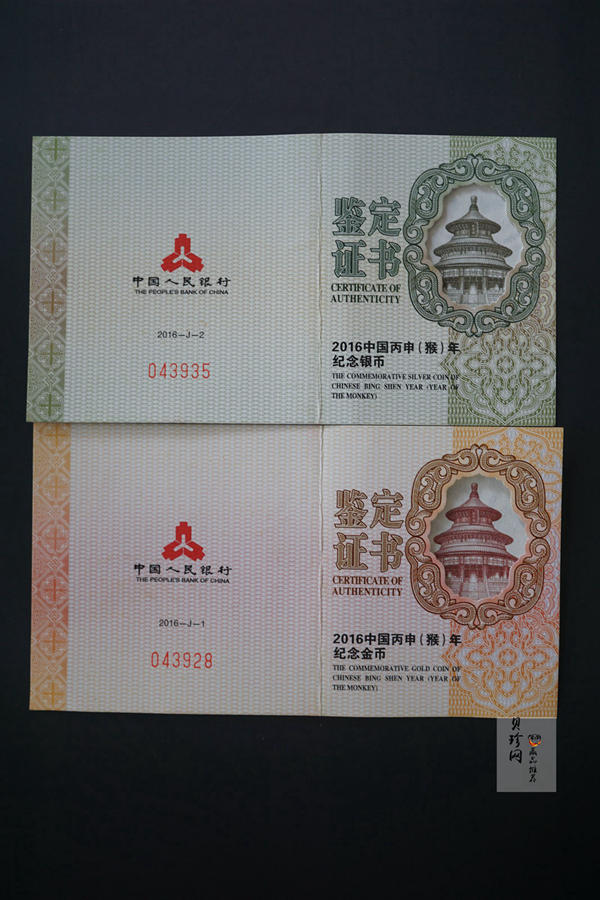 中国人民银行
THE PEOPLE'S BANK OF CHINA
2016-J-2
043935
鉴定
证书
CERTIFICATE OF
AUTHENTICITY
2016中国丙申(猴)年
纪念银币
THE COMMEMORATIVE SILVER COIN OF
CHINESE BING SHEN YEAR (YEAR OF
THE MONKEY)
中国人民银行
THE PEOPLE'S BANK OF CHINA
2016-J-1
043928
鉴定
证书
CERTIFICATE OF
AUTHENTICITY
2016中国丙申(猴)年
纪念金币
THE COMMEMORATIVE GOLD COIN OF
CHINESE BING SHEN YEAR (YEAR OF
THE MONKEY)
珍网
藏品
推荐